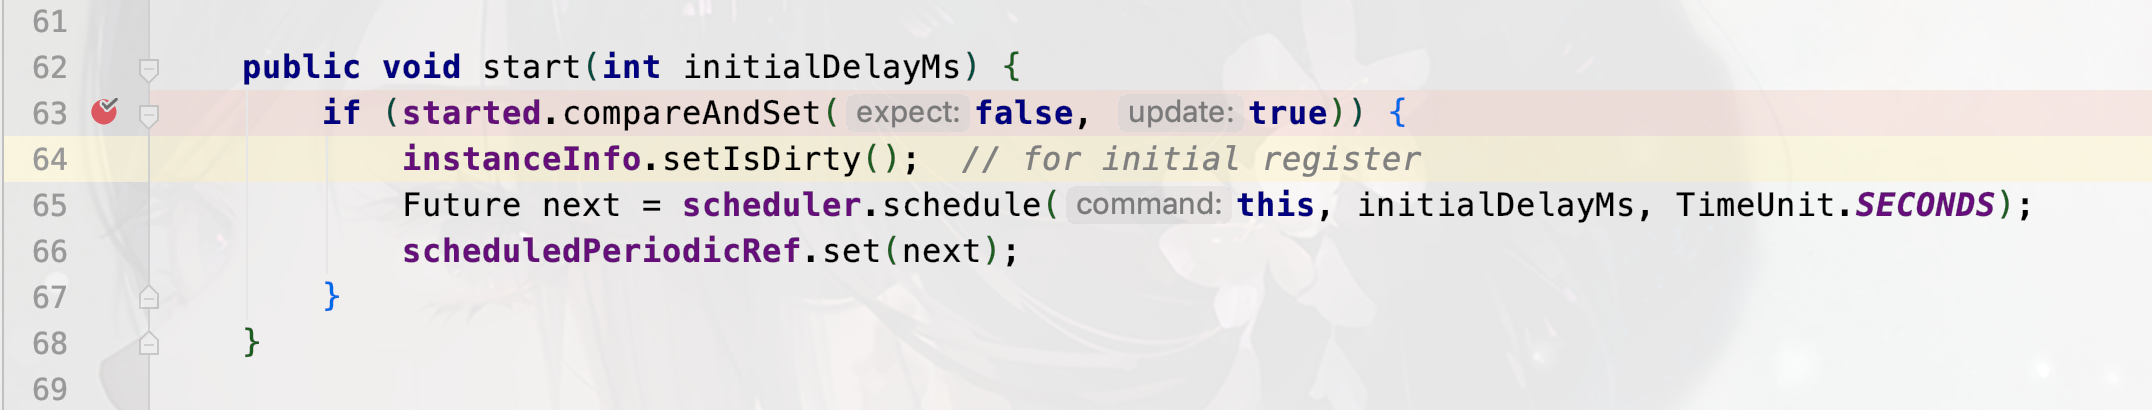 61
62 public void start(int initialDelayMs) {
63 if (started.compareAndSet( expect: false, update: true)) {
64 instanceInfo.setIsDirty(); // for initial register
65 Future next = scheduler.schedule( command: this, initialDelayMs, TimeUnit.SECONDS);
66 scheduledPeriodicRef.set(next);
67 }
68 }
69